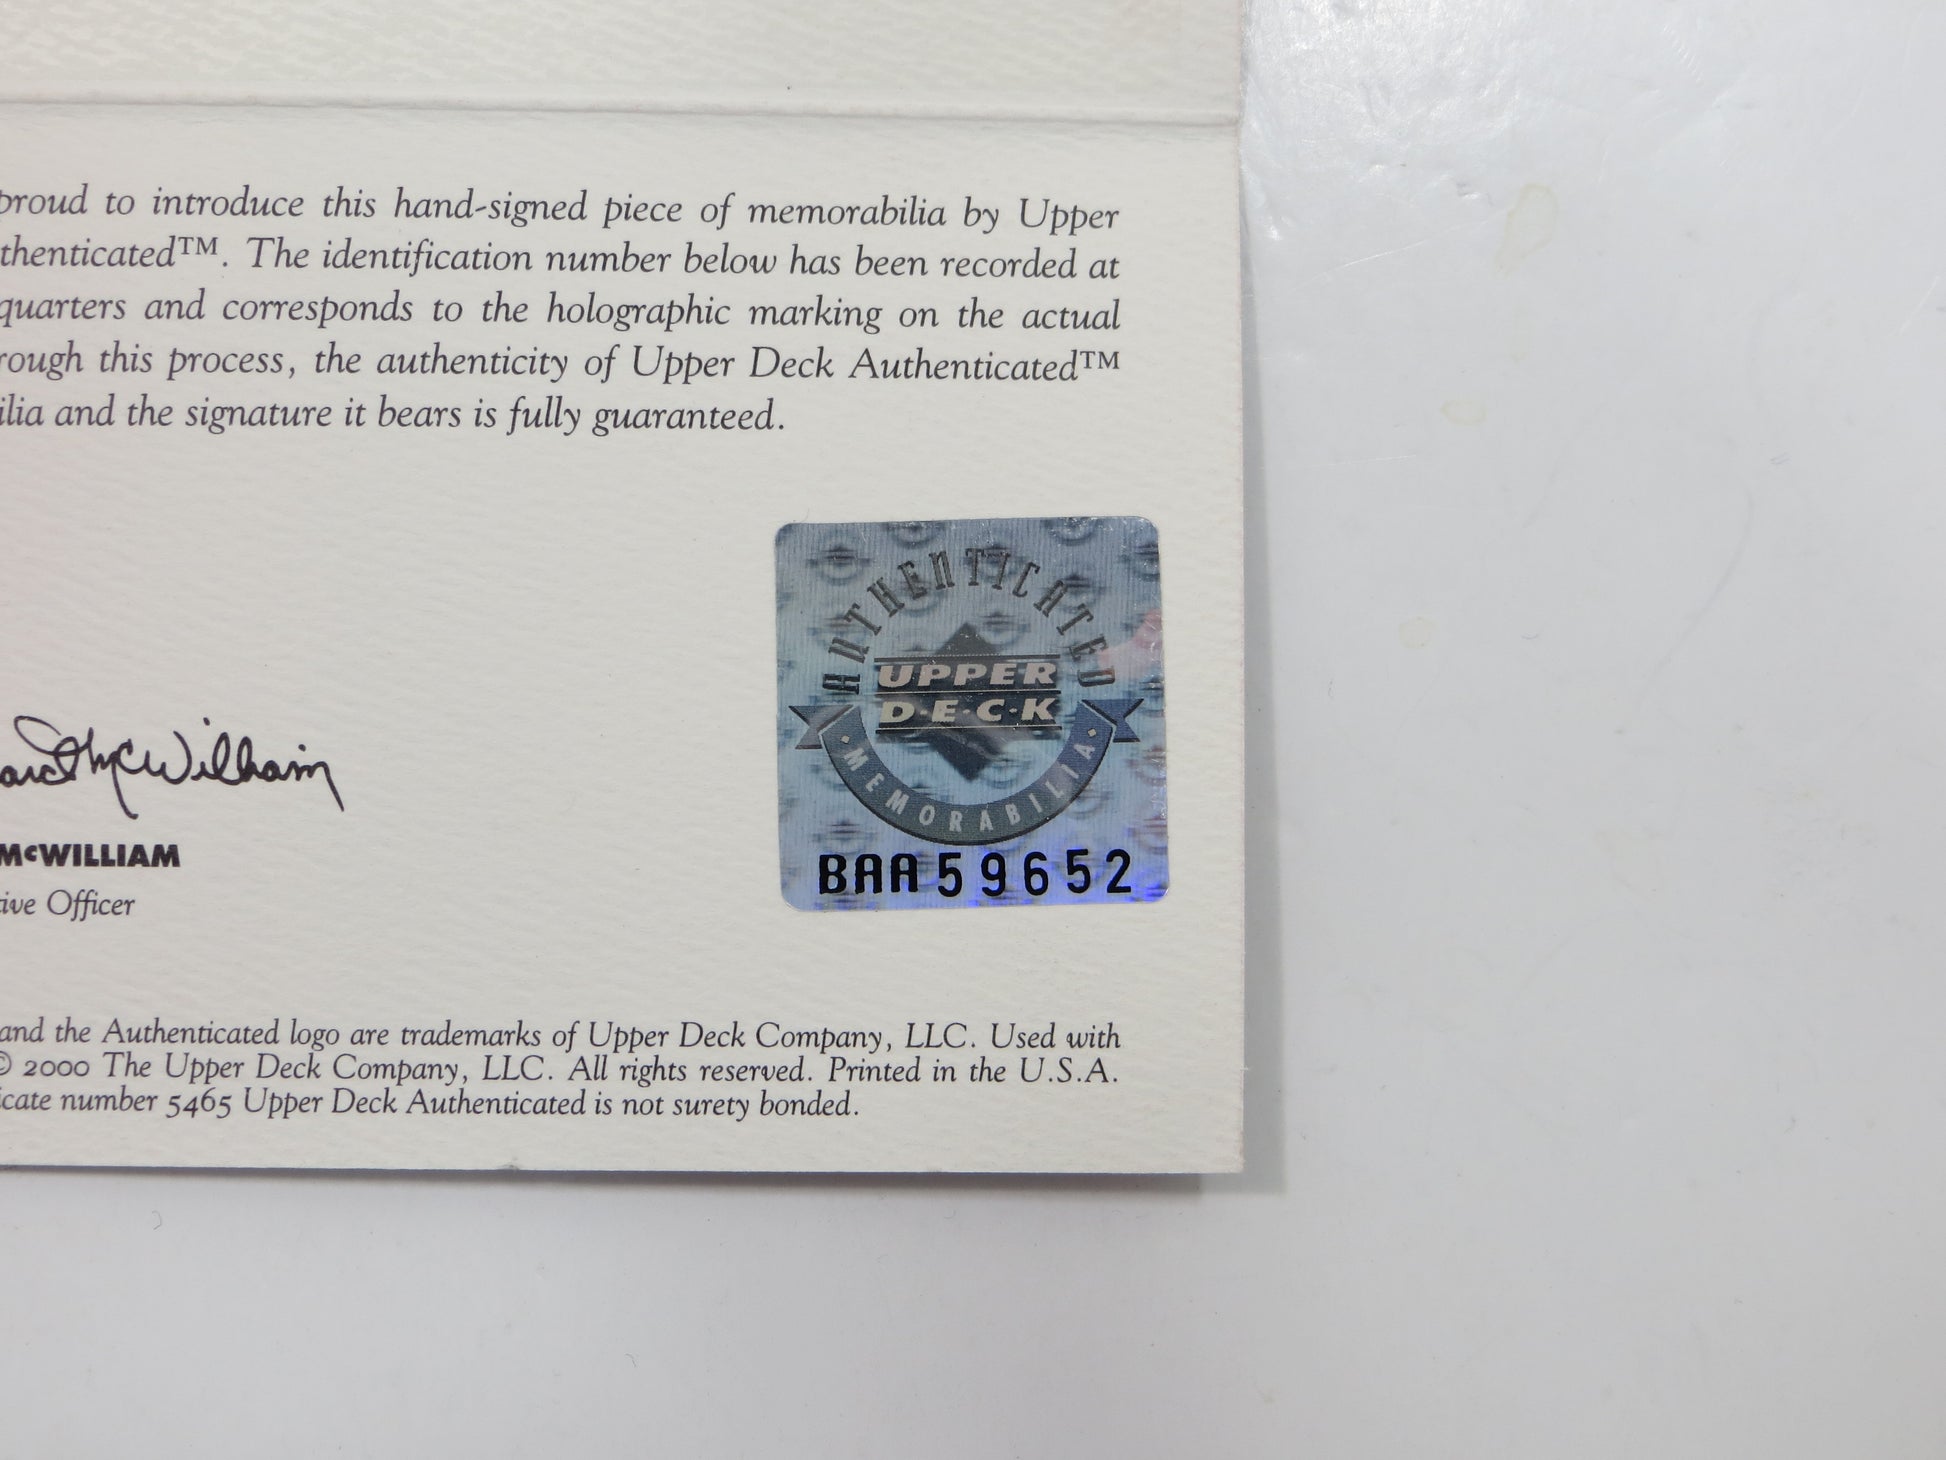 proud to introduce this hand-signed piece of memorabilia by Upper
thenticated™. The identification number below has been recorded at
quarters and corresponds to the holographic marking on the actual
rough this process, the authenticity of Upper Deck Authenticated™
ilia and the signature it bears is fully guaranteed.
AUTHENTICATED
UPPER
D·E·C·K
·MEMORABILIA·
BAA59652
McWilliam
McWILLIAM
ive Officer
and the Authenticated logo are trademarks of Upper Deck Company, LLC. Used with
© 2000 The Upper Deck Company, LLC. All rights reserved. Printed in the U.S.A.
icate number 5465 Upper Deck Authenticated is not surety bonded.